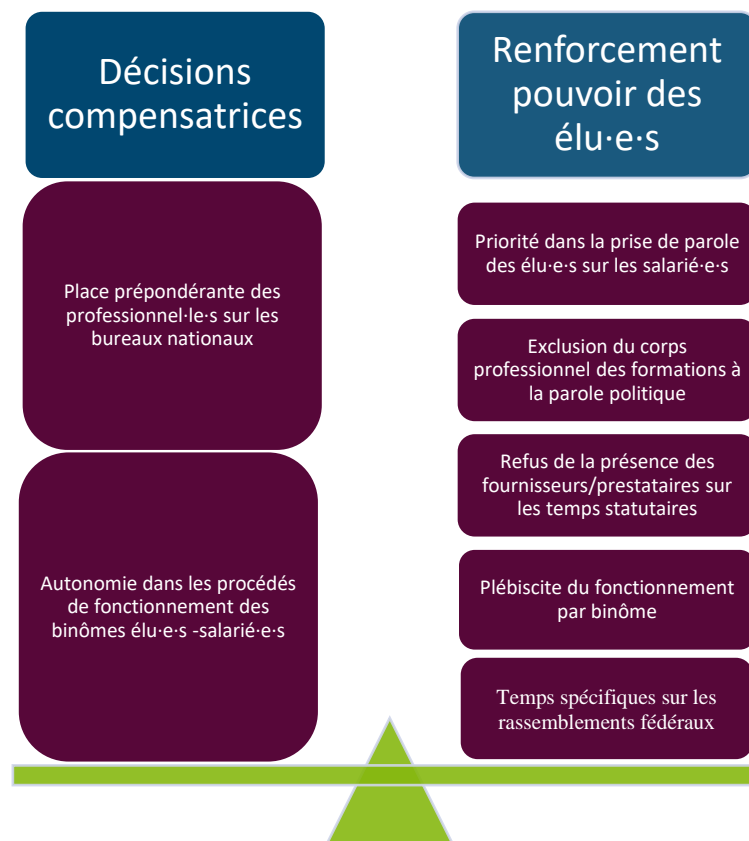 Décisions
compensatrices
Place prépondérante des
professionnel·le·s sur les
bureaux nationaux
Autonomie dans les procédés
de fonctionnement des
binômes élu·e·s -salarié·e·s
Renforcement
pouvoir des
élu·e·s
Priorité dans la prise de parole
des élu·e·s sur les salarié·e·s
Exclusion du corps
professionnel des formations à
la parole politique
Refus de la présence des
fournisseurs/prestataires sur
les temps statutaires
Plébiscite du fonctionnement
par binôme
Temps spécifiques sur les
rassemblements fédéraux